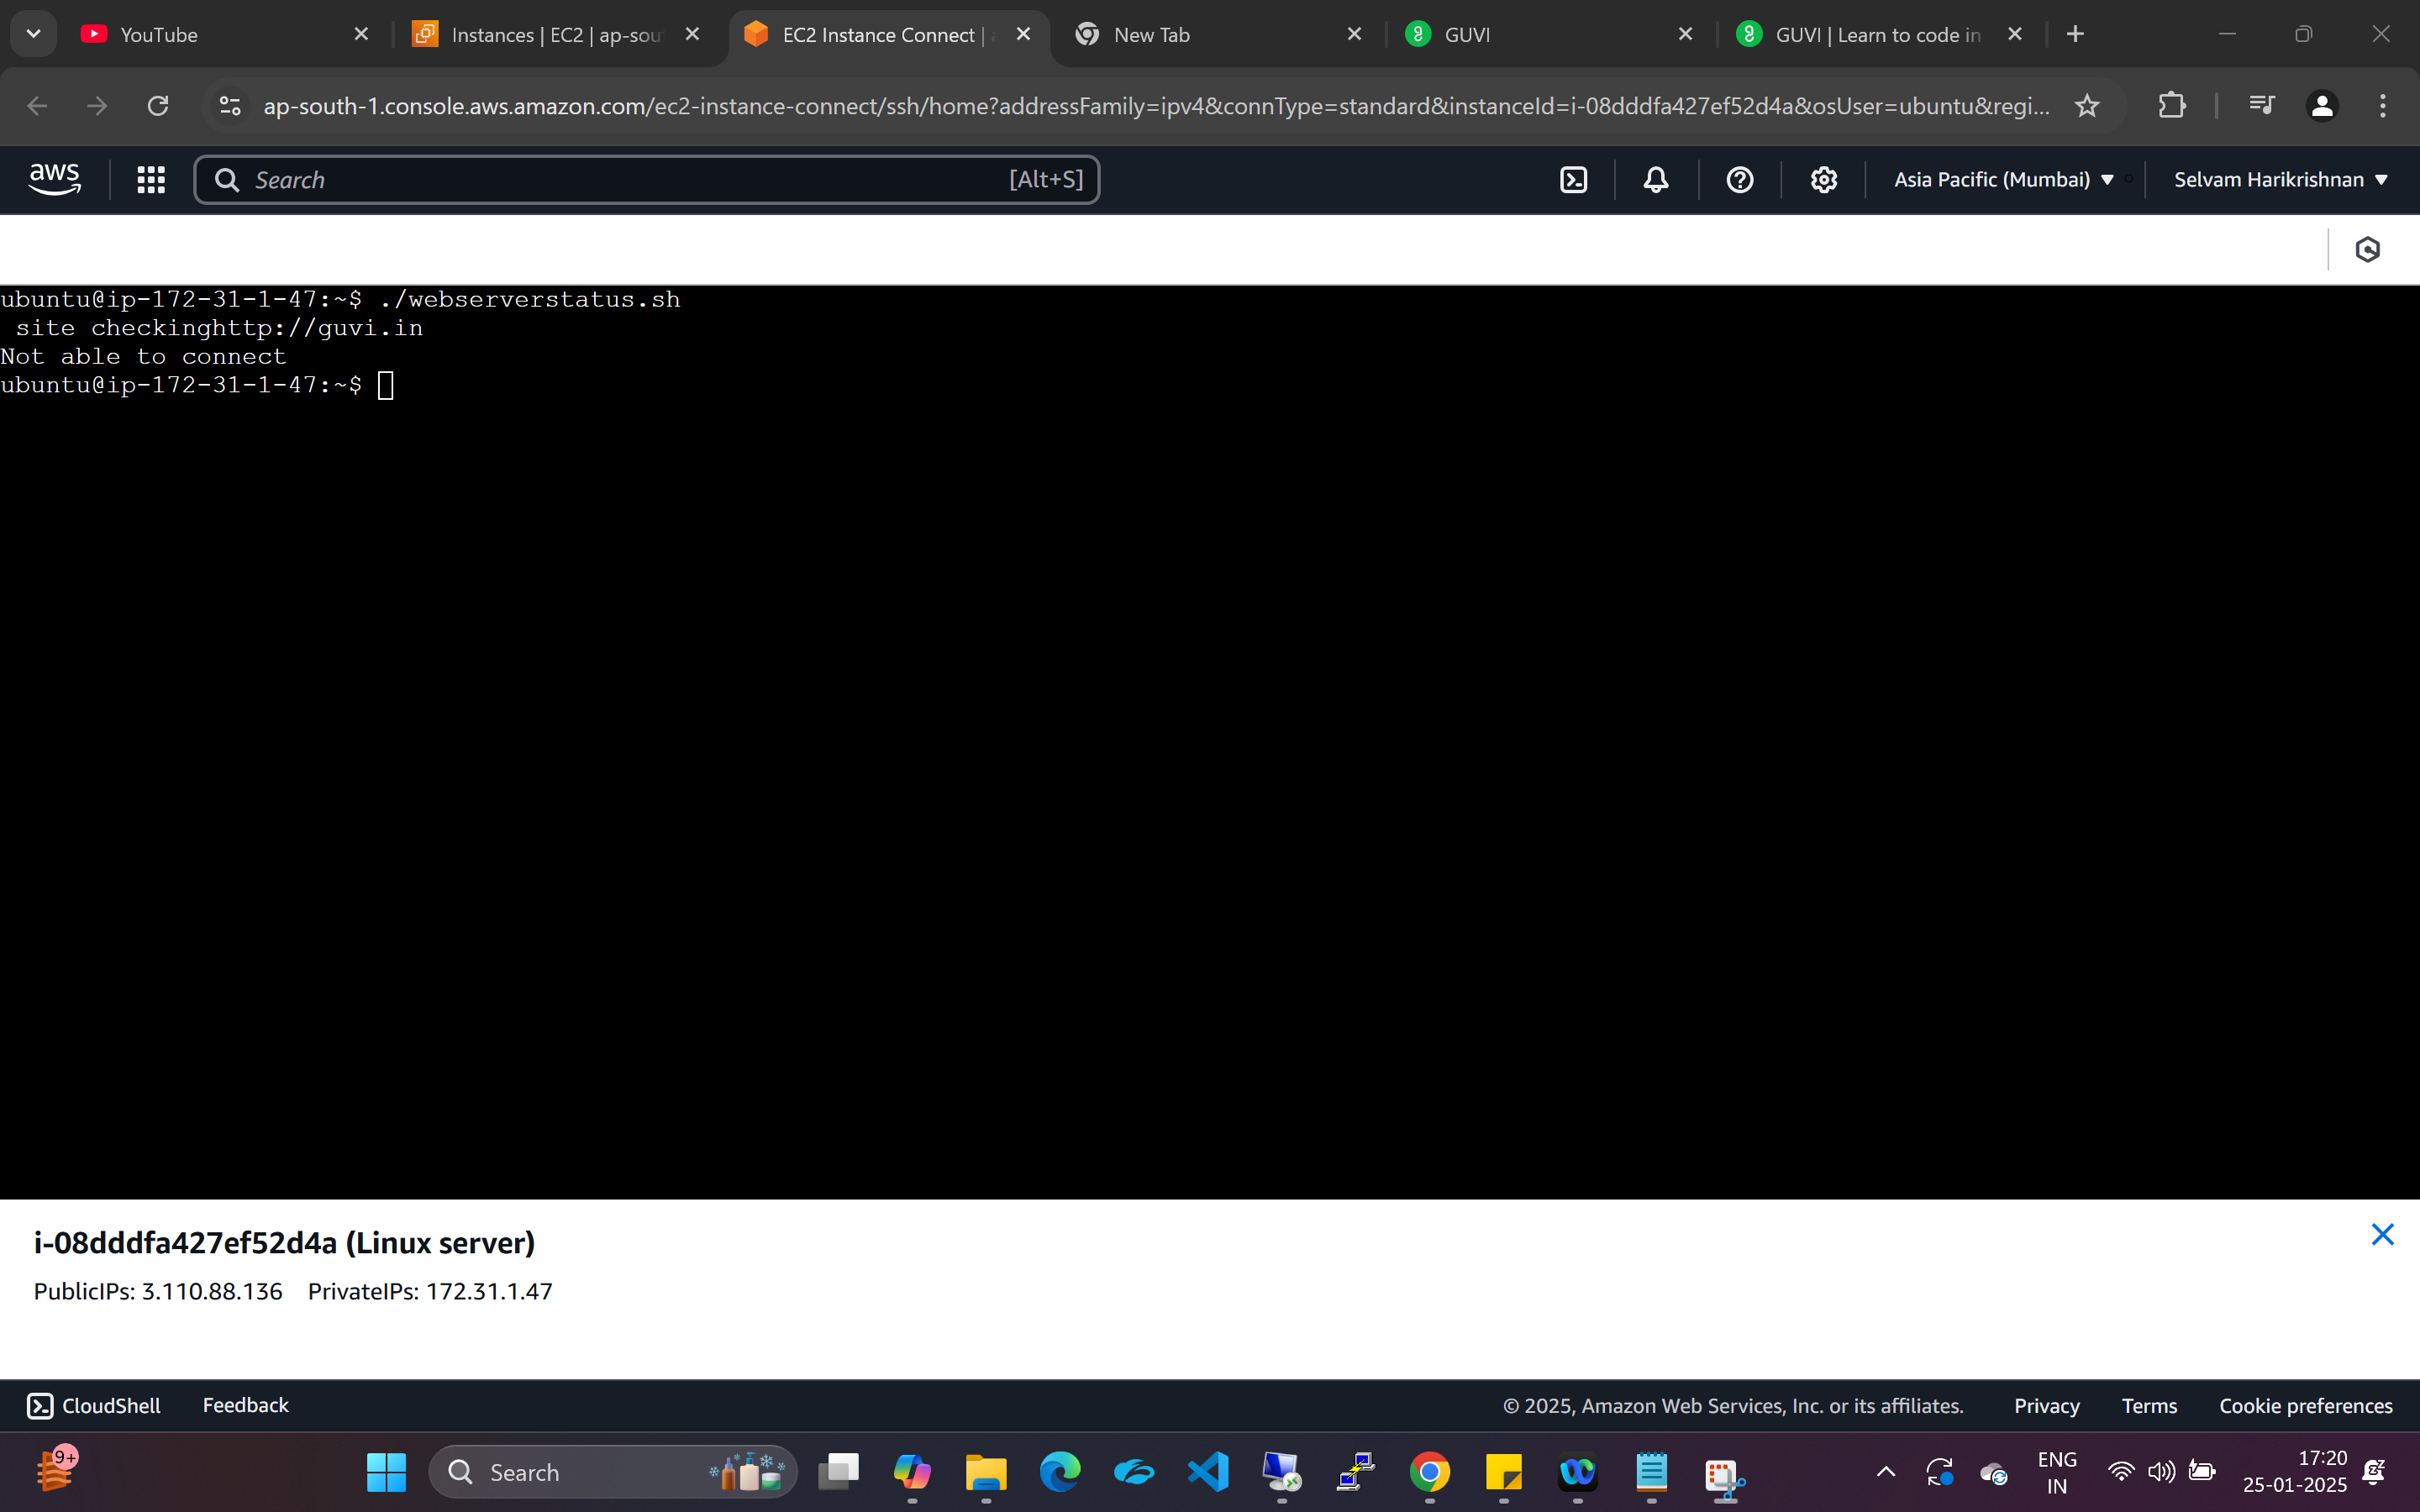 YouTube
Instances | EC2 | ap-sou
EC2 Instance Connect |
New Tab
GUVI
GUVI | Learn to code in
ap-south-1.console.aws.amazon.com/ec2-instance-connect/ssh/home?addressFamily=ipv4&connType=standard&instanceId=i-08dddfa427ef52d4a&osUser=ubuntu&regi...
aws
Search
[Alt+S]
Asia Pacific (Mumbai)
Selvam Harikrishnan
ubuntu@ip-172-31-1-47:~$ ./webserverstatus.sh
 site checkinghttp://guvi.in
Not able to connect
ubuntu@ip-172-31-1-47:~$
i-08dddfa427ef52d4a (Linux server)
PublicIPs: 3.110.88.136 PrivateIPs: 172.31.1.47
CloudShell
Feedback
© 2025, Amazon Web Services, Inc. or its affiliates.
Privacy
Terms
Cookie preferences
9+
Search
ENG
IN
17:20
25-01-2025